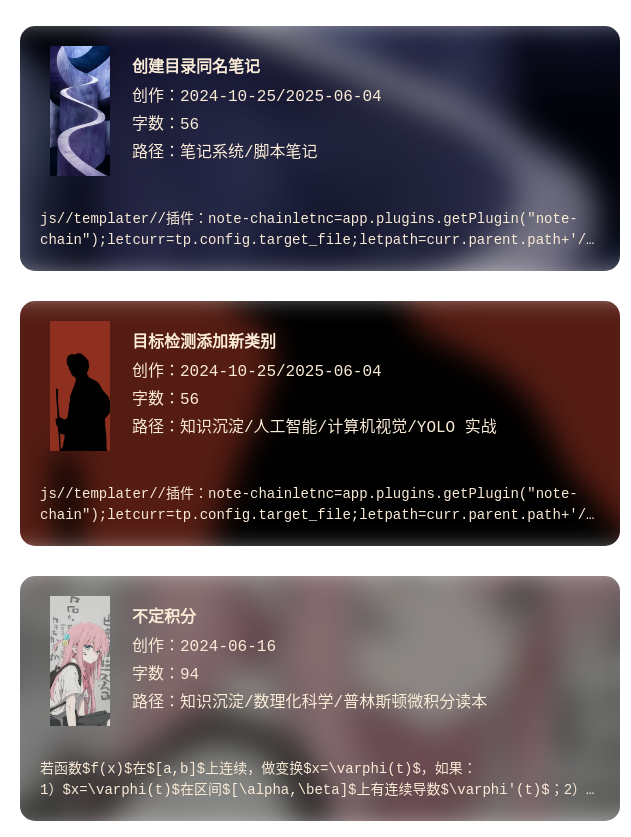 创建目录同名笔记
创作：2024-10-25/2025-06-04
字数：56
路径：笔记系统/脚本笔记
js//templater//插件：note-chainletnc=app.plugins.getPlugin("note-
chain");letcurr=tp.config.target_file;letpath=curr.parent.path+'/…
目标检测添加新类别
创作：2024-10-25/2025-06-04
字数：56
路径：知识沉淀/人工智能/计算机视觉/YOLO 实战
js//templater//插件：note-chainletnc=app.plugins.getPlugin("note-
chain");letcurr=tp.config.target_file;letpath=curr.parent.path+'/…
不定积分
创作：2024-06-16
字数：94
路径：知识沉淀/数理化科学/普林斯顿微积分读本
若函数$f(x)$在$[a,b]$上连续，做变换$x=\varphi(t)$，如果：
1）$x=\varphi(t)$在区间$[\alpha,\beta]$上有连续导数$\varphi'(t)$；2）…